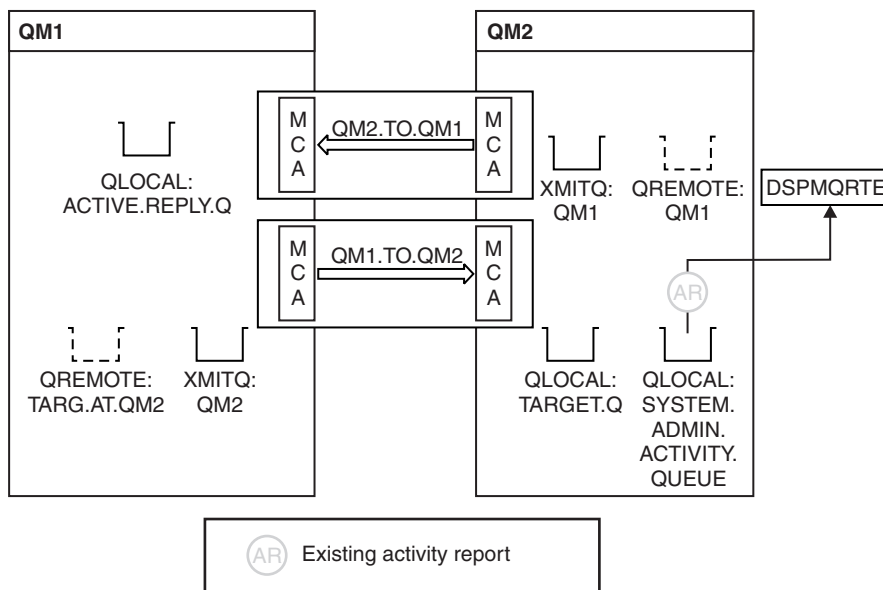 QM1
QM2
M
C
A
QM2.TO.QM1
M
C
A
QLOCAL:
ACTIVE.REPLY.Q
XMITQ:
QM1
QREMOTE:
QM1
DSPMQRTE
M
C
A
QM1.TO.QM2
M
C
A
AR
QREMOTE:
TARG.AT.QM2
XMITQ:
QM2
QLOCAL:
TARGET.Q
QLOCAL:
SYSTEM.
ADMIN.
ACTIVITY.
QUEUE
AR Existing activity report